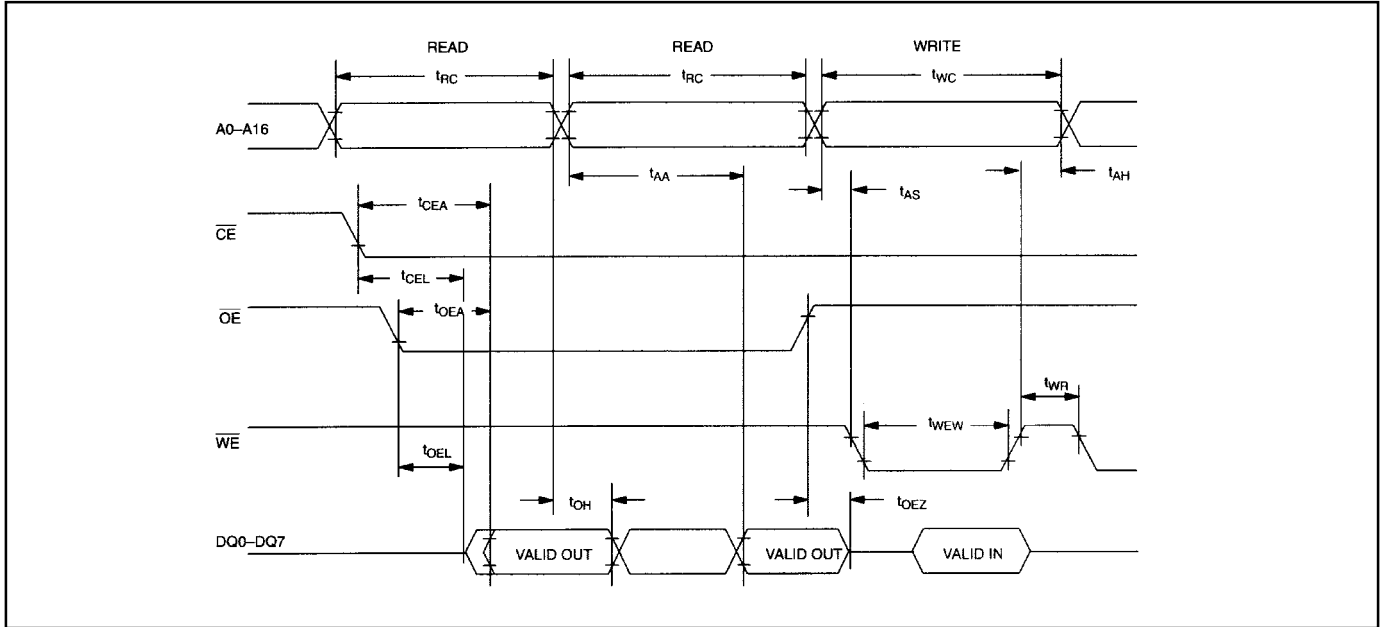 READ READ WRITE
tRC tRC tWC
A0–A16
tAA tAH
tAS
tCEA
CE
tCEL
OE tOEA
tWR
WE tWEW
tOEL
tOH tOEZ
DQ0–DQ7 VALID OUT VALID OUT VALID IN